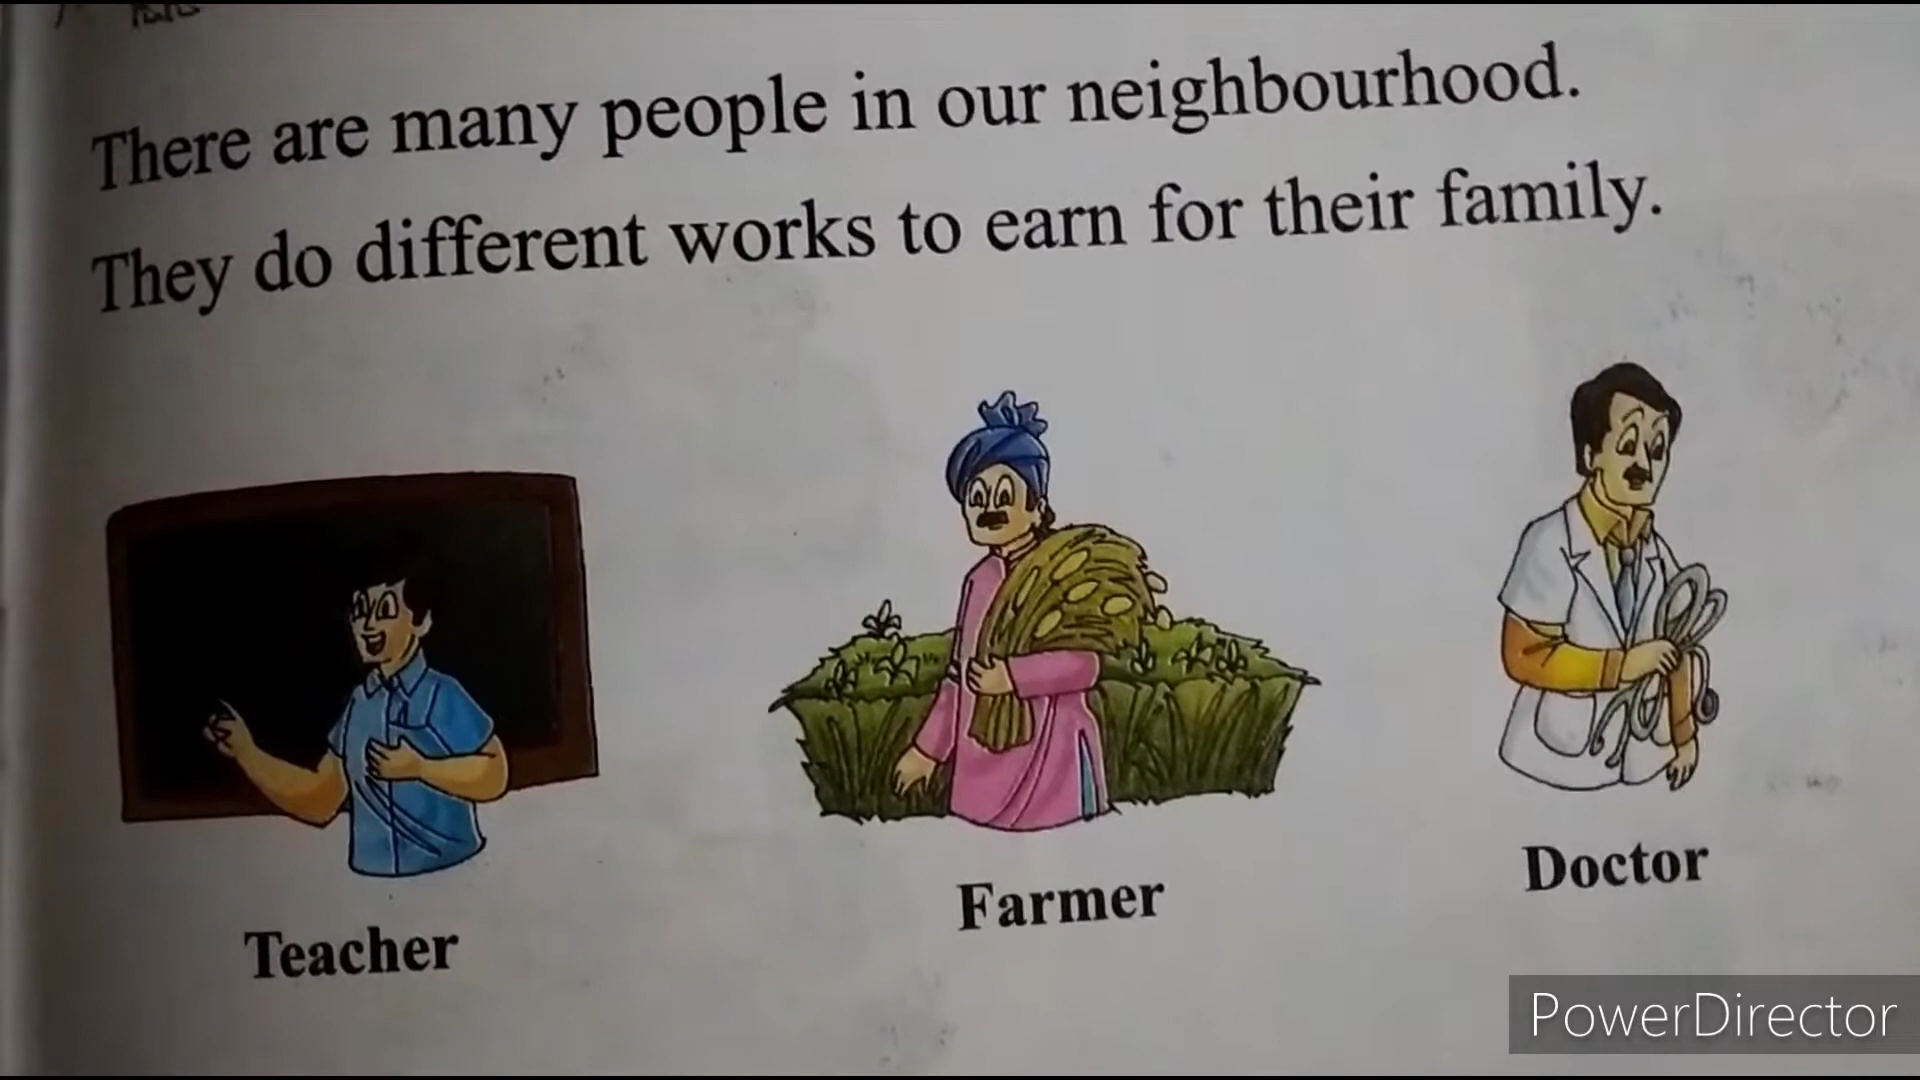 There are many people in our neighbourhood.
They do different works to earn for their family.
Teacher
Farmer
Doctor
PowerDirector